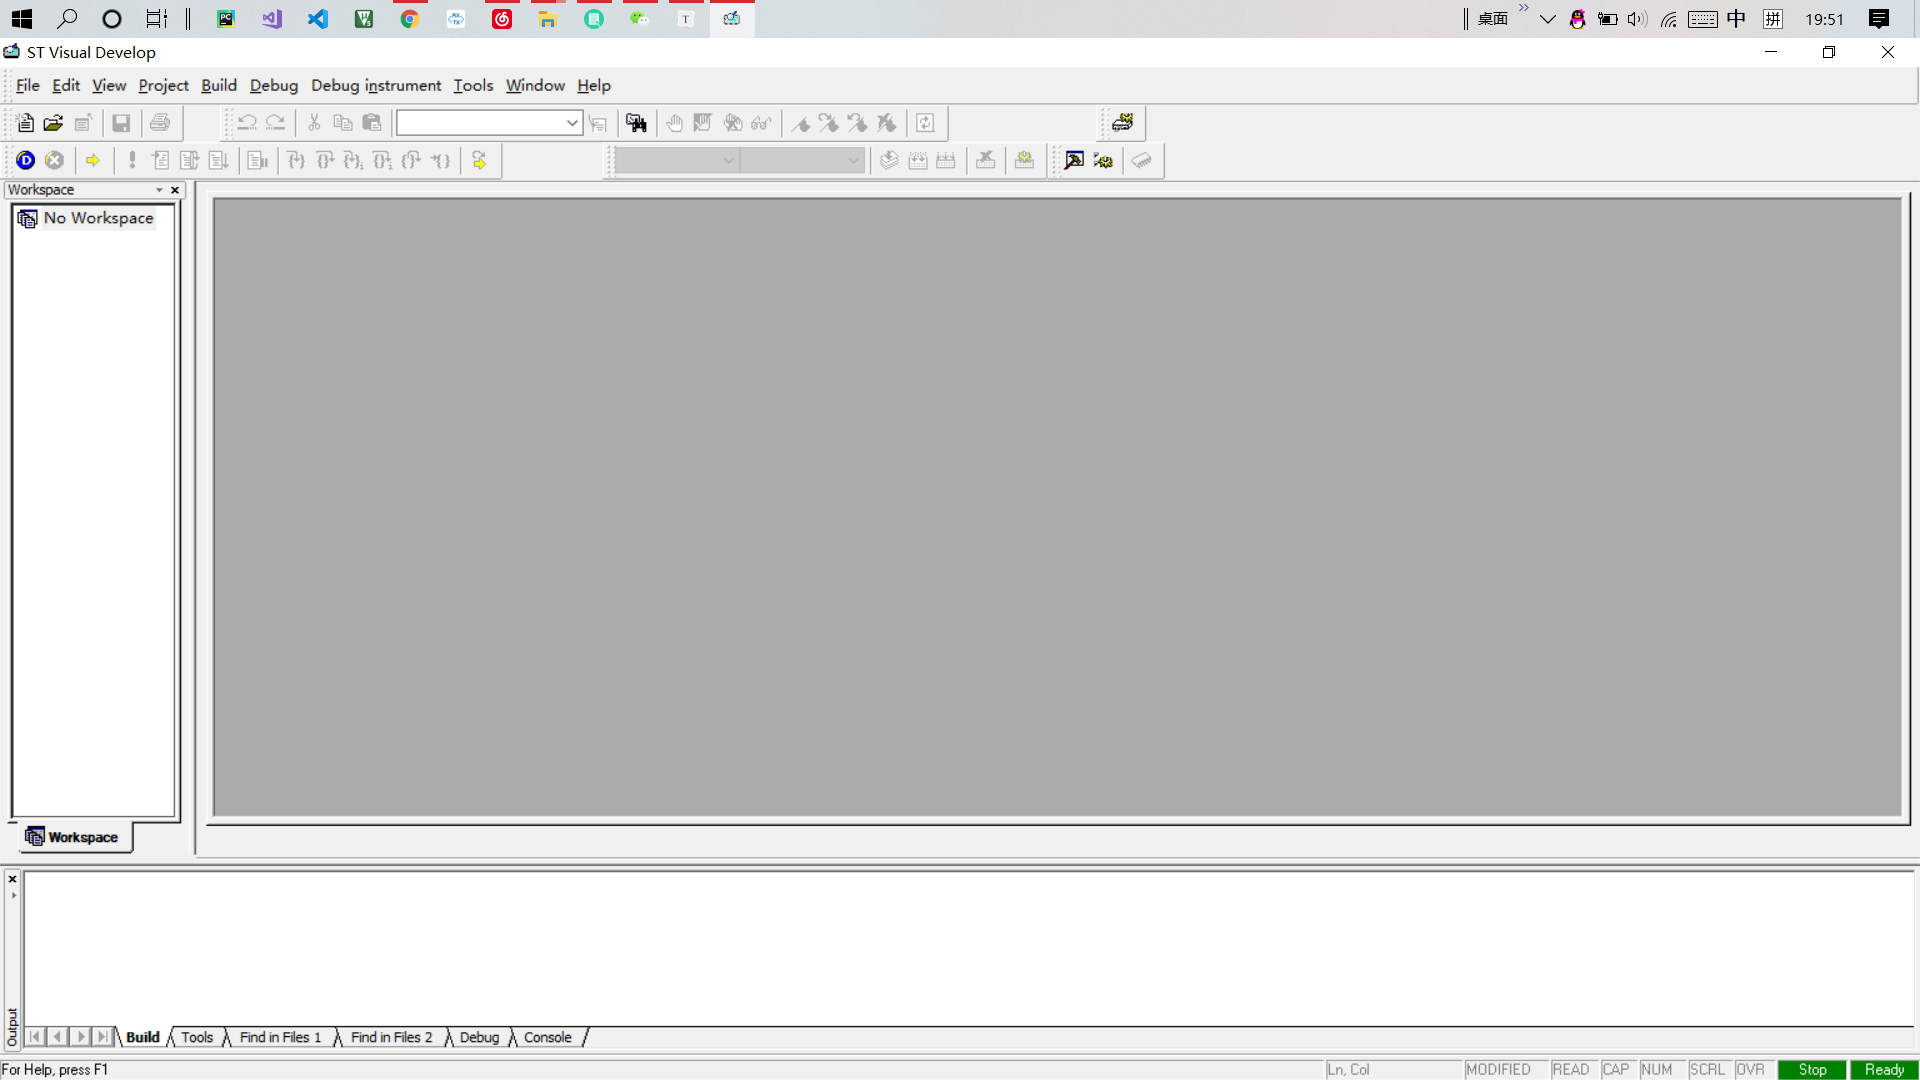 桌面
中
拼
19:51
ST Visual Develop
File Edit View Project Build Debug Debug instrument Tools Window Help
Workspace
No Workspace
Workspace
Output
Build Tools Find in Files 1 Find in Files 2 Debug Console
For Help, press F1
Ln, Col MODIFIED READ CAP NUM SCRL OVR Stop Ready